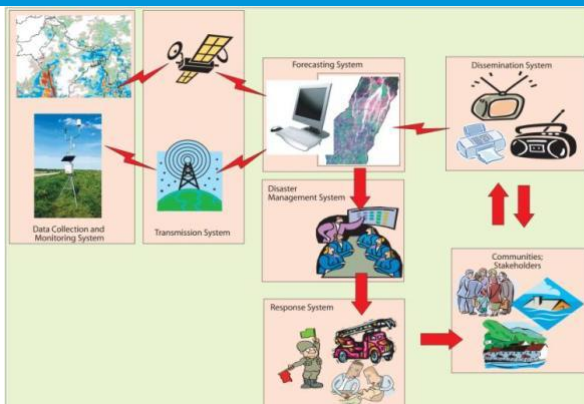 Forecasting System
Dissemination System
Data Collection and
Monitoring System
Transmission System
Disaster
Management System
Communities;
Stakeholders
Response System